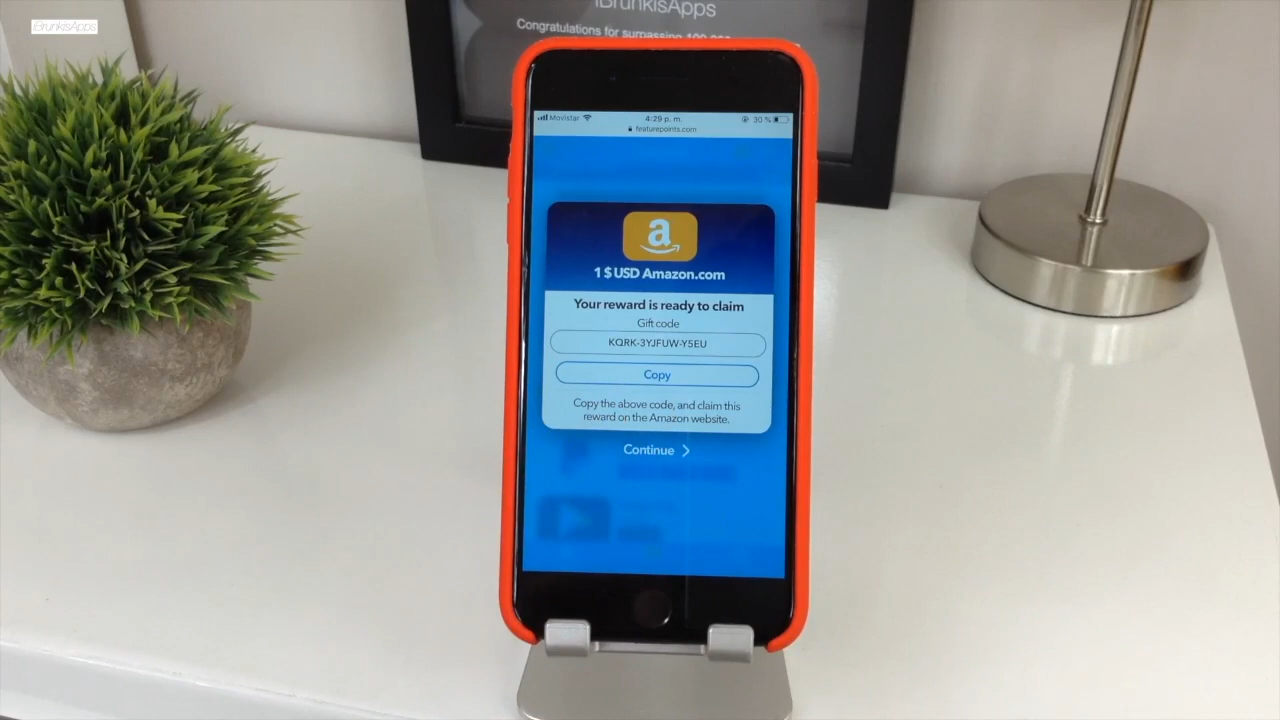 iBrunkisApps
iBrunkisApps
Congratulations for surpassing 100,000
Movistar
4:29 p. m.
30 %
featurepoints.com
a
1 $ USD Amazon.com
Your reward is ready to claim
Gift code
KQRK-3YJFUW-Y5EU
Copy
Copy the above code, and claim this
reward on the Amazon website.
Continue